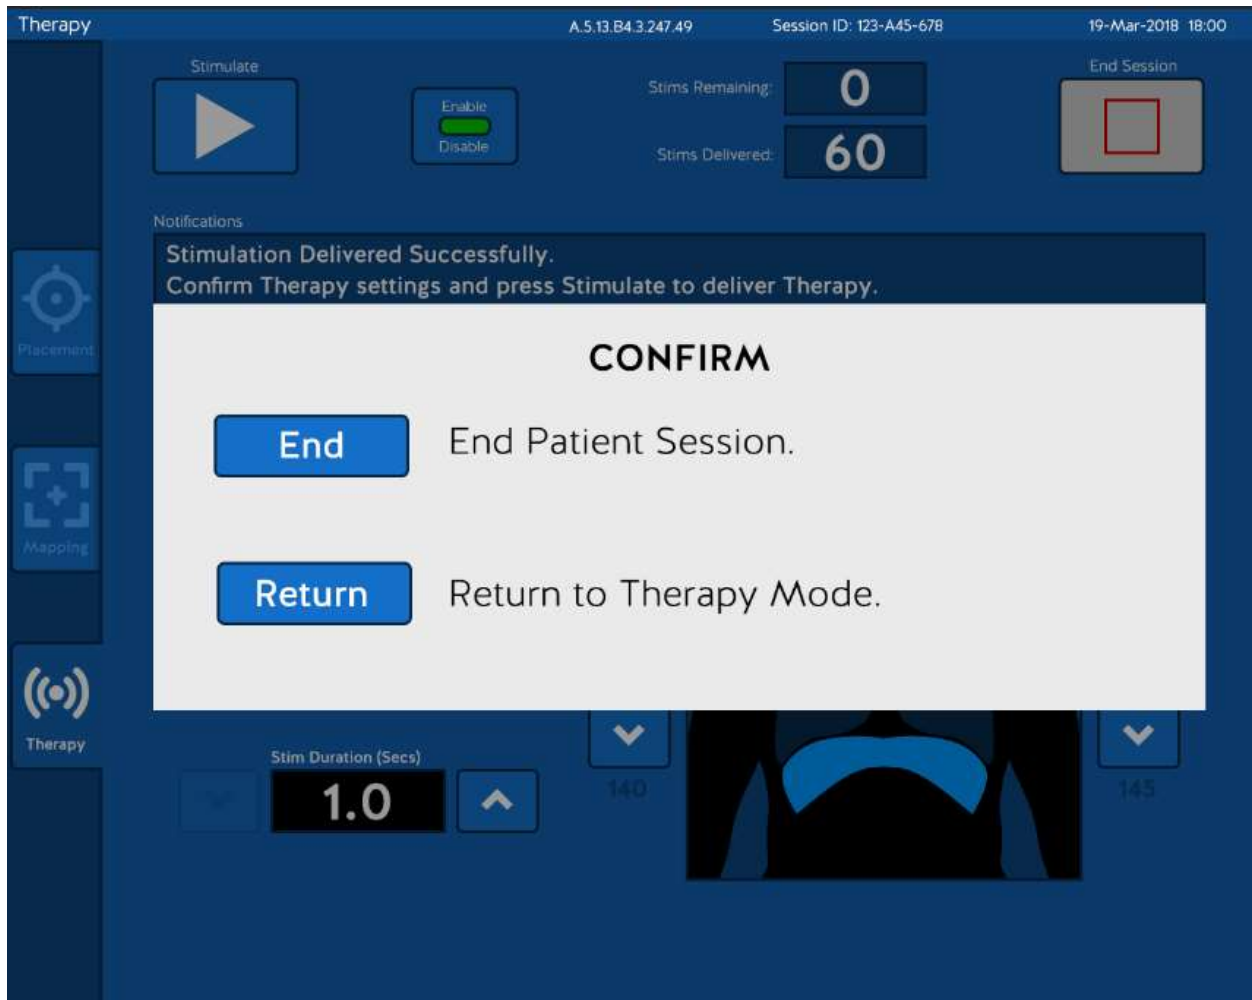 Therapy A.5.13.B4.3.247.49 Session ID: 123-A45-678 19-Mar-2018 18:00
Stimulate
Enable
Disable
Stims Remaining: 0
Stims Delivered: 60
End Session
Notifications
Stimulation Delivered Successfully.
Confirm Therapy settings and press Stimulate to deliver Therapy.
Placement
Mapping
Therapy
CONFIRM
End End Patient Session.
Return Return to Therapy Mode.
Stim Duration (Secs)
1.0
140
145